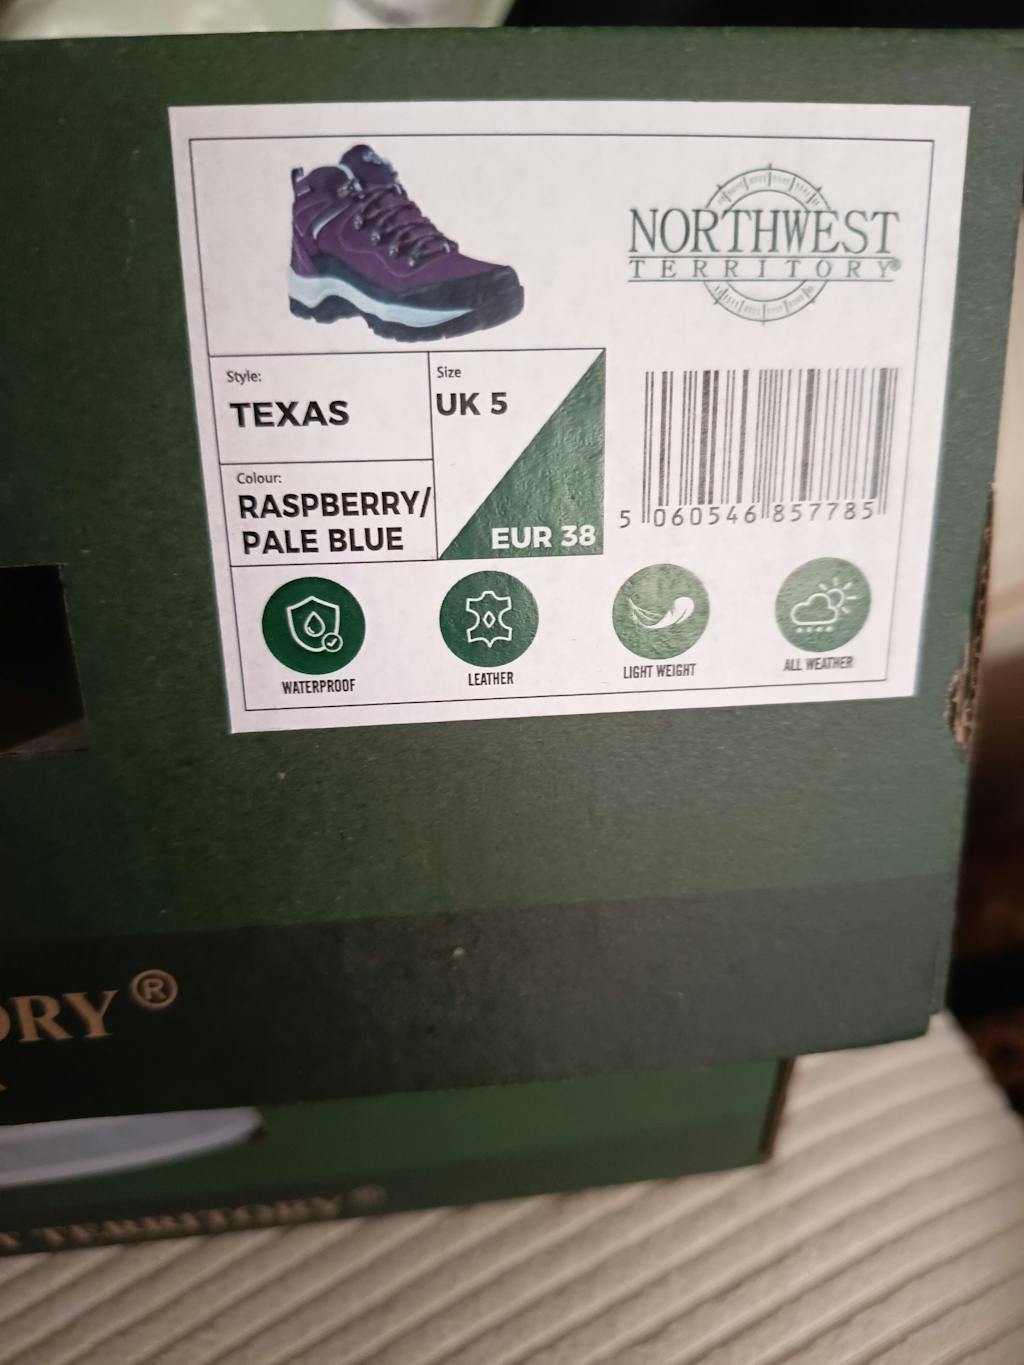 NORTHWEST
TERRITORY®
Style:
TEXAS
Size
UK 5
EUR 38
Colour:
RASPBERRY/
PALE BLUE
5 060546 857785
WATERPROOF
LEATHER
LIGHT WEIGHT
ALL WEATHER
ORY®
TERRITORY®